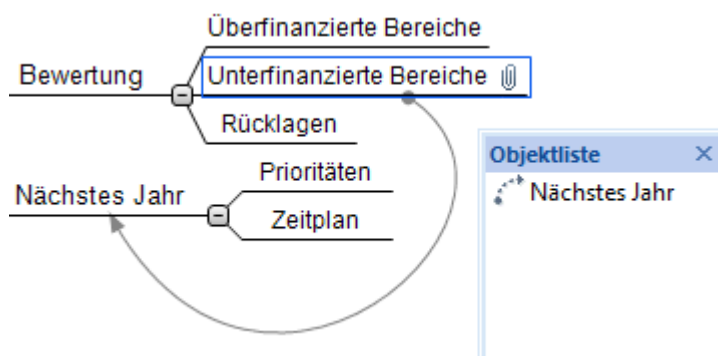 Überfinanzierte Bereiche
Bewertung
Unterfinanzierte Bereiche
Rücklagen
Objektliste
Nächstes Jahr
Prioritäten
Nächstes Jahr
Zeitplan